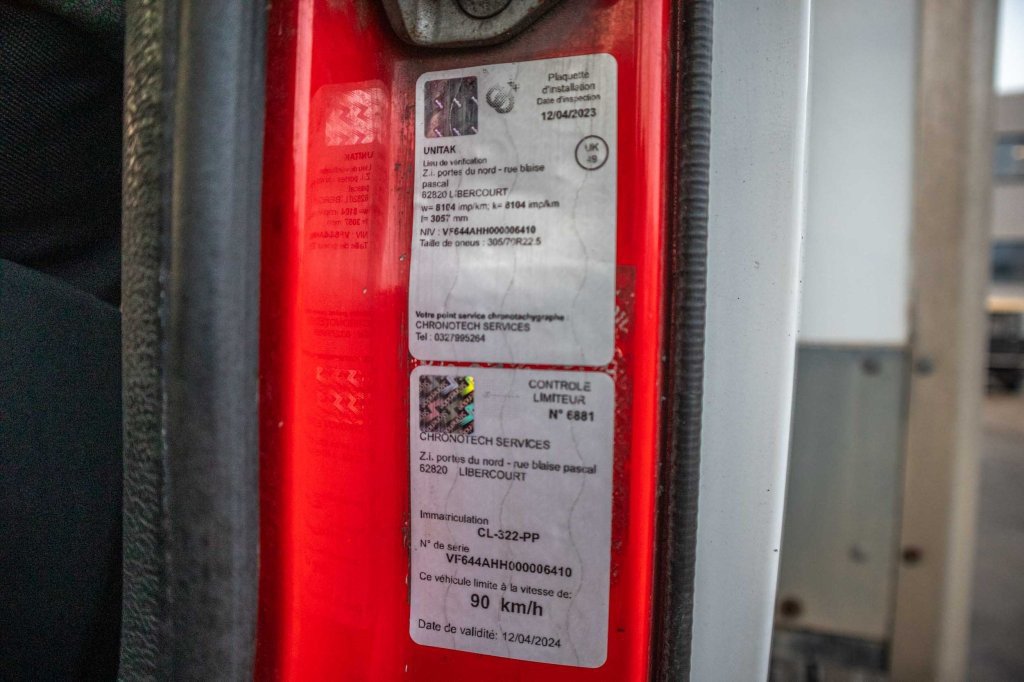 Plaquette
d'installation
Date d'inspection
12/04/2023
UNITAK
UK
Lieu de verification
Z.i. portes du nord - rue blaise
pascal
62820 LIBERCOURT
w= 8104 imp/km; k= 8104 imp/km
l= 3057 mm
NIV : VF644AHH000006410
Taille de pneus : 305/70R22.5
Votre point service chronotachygraphe
CHRONOTECH SERVICES
Tel : 0327995264
CONTROLE
LIMITEUR
N° 6881
CHRONOTECH SERVICES
Z.i. portes du nord - rue blaise pascal
62820 LIBERCOURT
Immatriculation
CL-322-PP
N° de serie
VF644AHH000006410
Ce véhicule limite à la vitesse de:
90 km/h
Date de validité: 12/04/2024